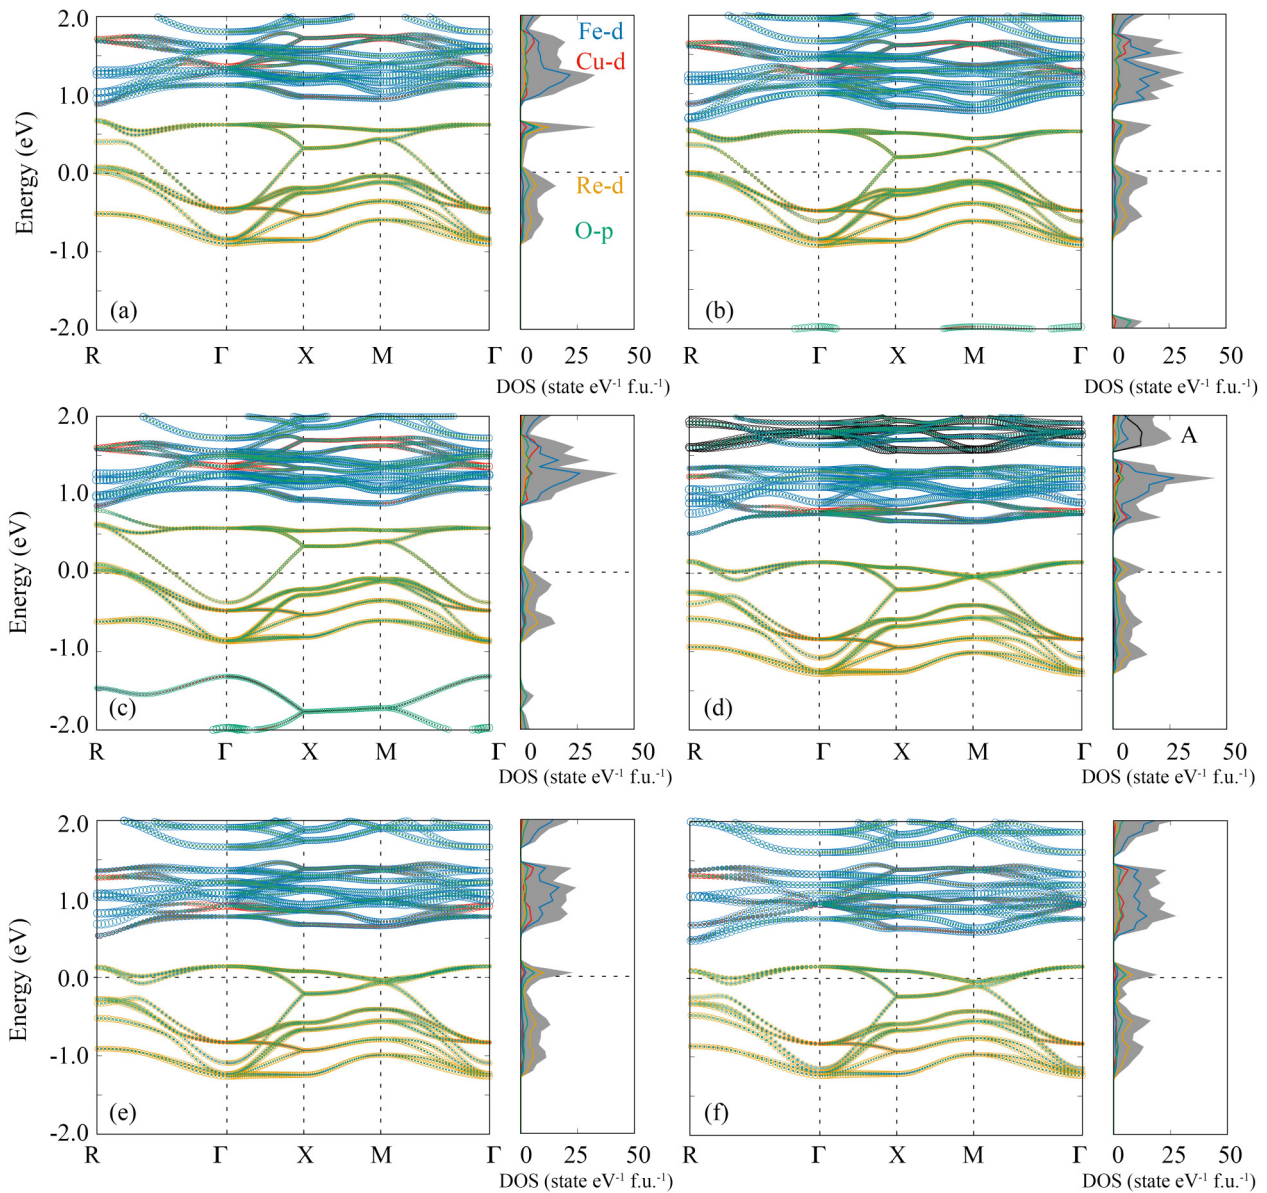 Energy (eV)
2.0
1.0
0.0
-1.0
-2.0
R Γ X M Γ
(a)
Fe-d
Cu-d
Re-d
O-p
0 25 50
DOS (state eV⁻¹ f.u.⁻¹)
(b)
R Γ X M Γ
0 25 50
DOS (state eV⁻¹ f.u.⁻¹)
Energy (eV)
2.0
1.0
0.0
-1.0
-2.0
(c)
R Γ X M Γ
0 25 50
DOS (state eV⁻¹ f.u.⁻¹)
A
(d)
R Γ X M Γ
0 25 50
DOS (state eV⁻¹ f.u.⁻¹)
Energy (eV)
2.0
1.0
0.0
-1.0
-2.0
(e)
R Γ X M Γ
0 25 50
DOS (state eV⁻¹ f.u.⁻¹)
(f)
R Γ X M Γ
0 25 50
DOS (state eV⁻¹ f.u.⁻¹)